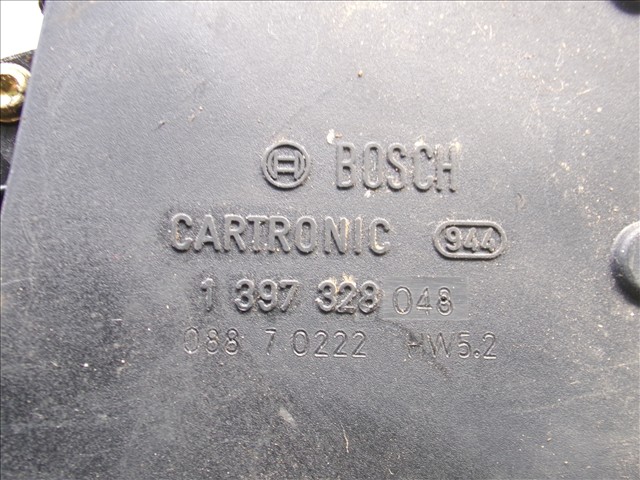 BOSCH
CARTRONIC 944
1 397 328 048
088 7 0222 HW5.2